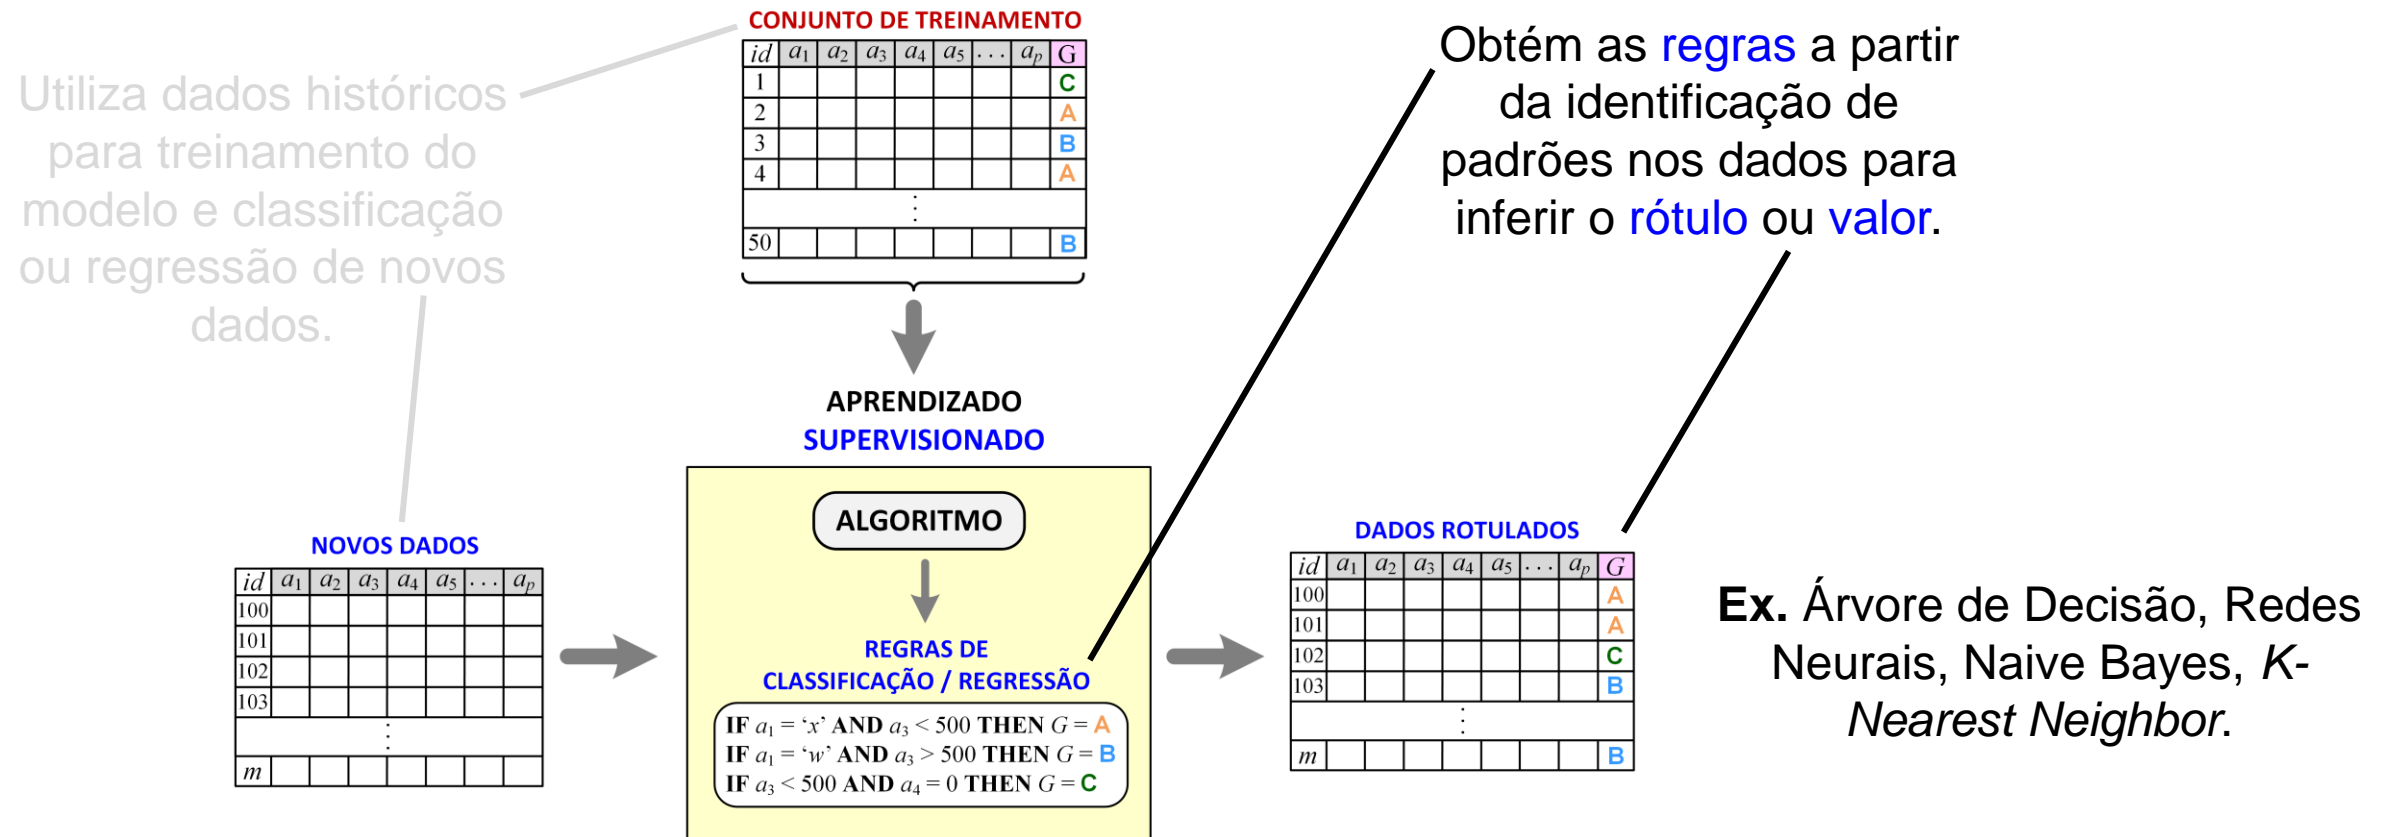 Utiliza dados históricos
para treinamento do
modelo e classificação
ou regressão de novos
dados.
CONJUNTO DE TREINAMENTO
id a1 a2 a3 a4 a5 ... ap G
1 C
2 A
3 B
4 A
⋮
50 B
Obtém as regras a partir
da identificação de
padrões nos dados para
inferir o rótulo ou valor.
APRENDIZADO
SUPERVISIONADO
NOVOS DADOS
id a1 a2 a3 a4 a5 ... ap
100
101
102
103
⋮
m
ALGORITMO
REGRAS DE
CLASSIFICAÇÃO / REGRESSÃO
IF a1 = ‘x’ AND a3 < 500 THEN G = A
IF a1 = ‘w’ AND a3 > 500 THEN G = B
IF a3 < 500 AND a4 = 0 THEN G = C
DADOS ROTULADOS
id a1 a2 a3 a4 a5 ... ap G
100 A
101 A
102 C
103 B
⋮
m B
Ex. Árvore de Decisão, Redes
Neurais, Naive Bayes, K-
Nearest Neighbor.